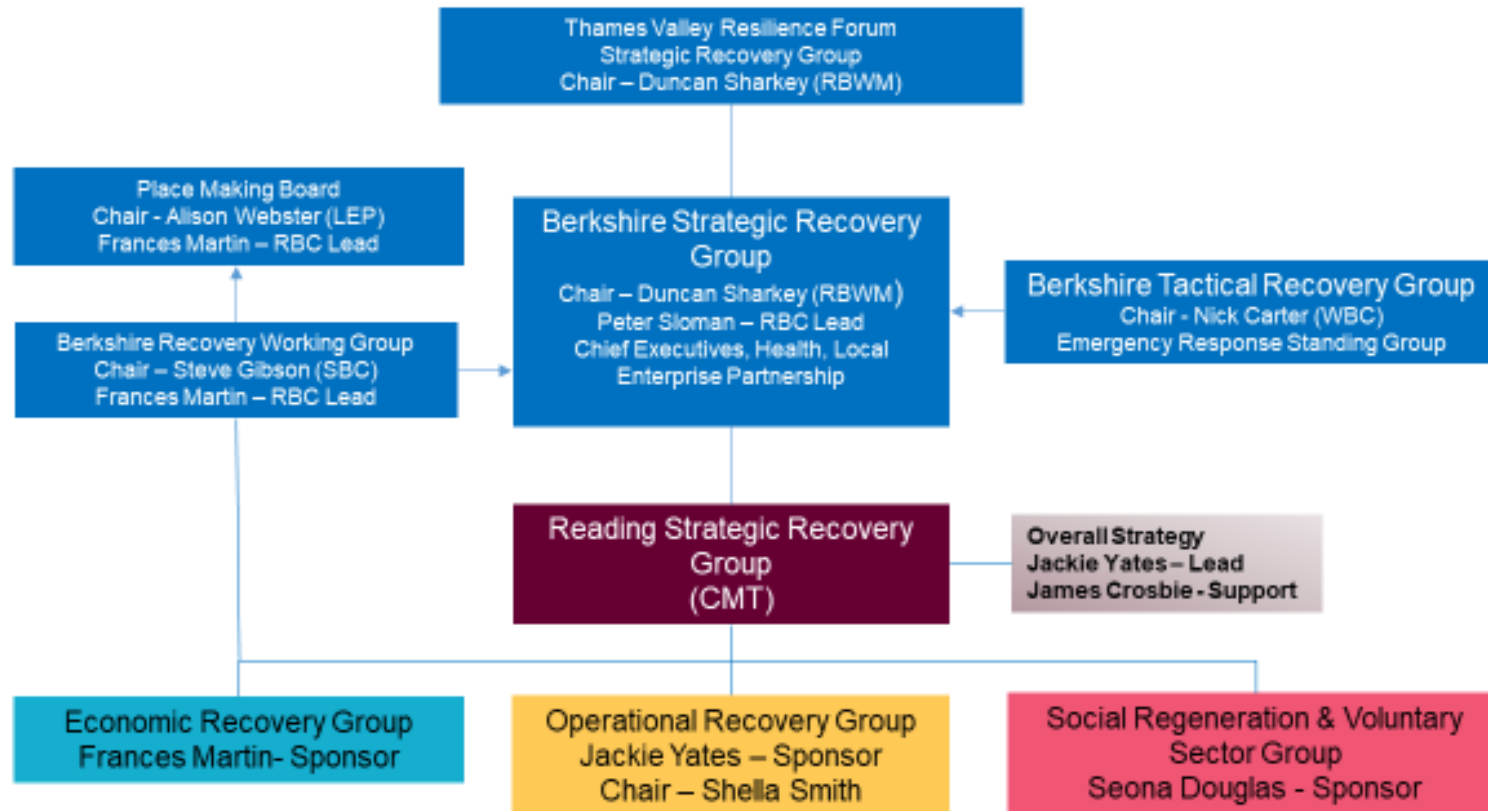 Thames Valley Resilience Forum
Strategic Recovery Group
Chair – Duncan Sharkey (RBWM)
Place Making Board
Chair - Alison Webster (LEP)
Frances Martin – RBC Lead
Berkshire Strategic Recovery
Group
Chair – Duncan Sharkey (RBWM)
Peter Sloman – RBC Lead
Chief Executives, Health, Local
Enterprise Partnership
Berkshire Tactical Recovery Group
Chair - Nick Carter (WBC)
Emergency Response Standing Group
Berkshire Recovery Working Group
Chair – Steve Gibson (SBC)
Frances Martin – RBC Lead
Reading Strategic Recovery
Group
(CMT)
Overall Strategy
Jackie Yates – Lead
James Crosbie - Support
Economic Recovery Group
Frances Martin- Sponsor
Operational Recovery Group
Jackie Yates – Sponsor
Chair – Shella Smith
Social Regeneration & Voluntary
Sector Group
Seona Douglas - Sponsor